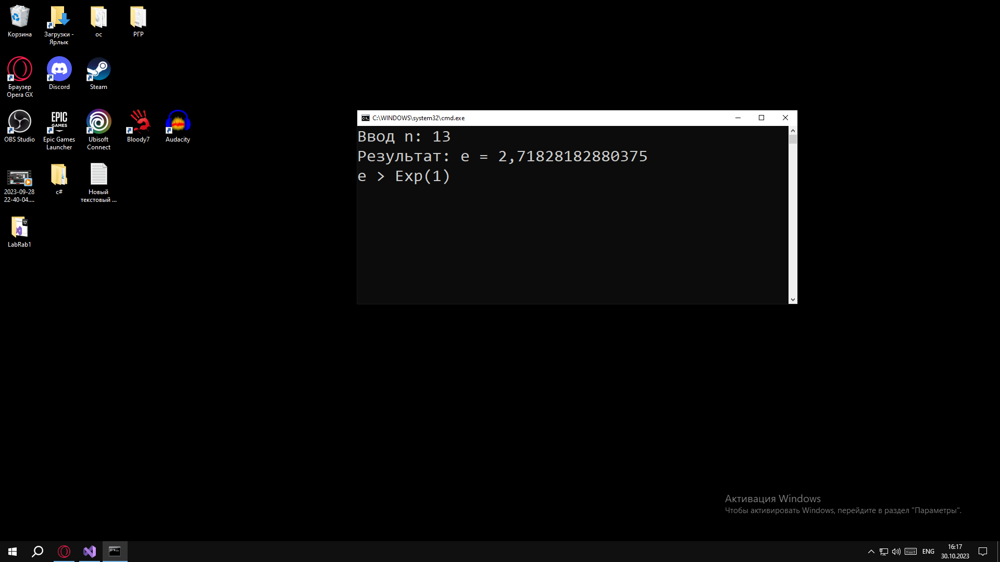 Корзина
Загрузки -
Ярлык
ос
РГР
Браузер
Opera GX
Discord
Steam
OBS Studio
EPIC
GAMES
Epic Games
Launcher
Ubisoft
Connect
Bloody7
Audacity
2023-09-28
22-40-04....
c#
Новый
текстовый ...
17
LabRab1
C:\WINDOWS\system32\cmd.exe
Ввод n: 13
Результат: e = 2,71828182880375
e > Exp(1)
Активация Windows
Чтобы активировать Windows, перейдите в раздел "Параметры".
ENG
16:17
30.10.2023